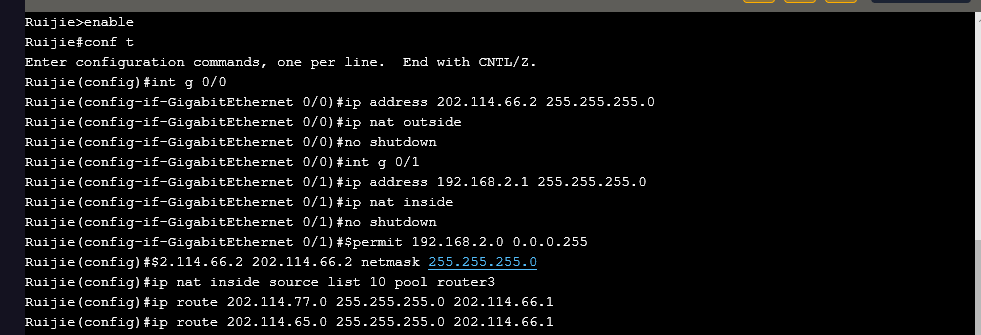 Ruijie>enable
Ruijie#conf t
Enter configuration commands, one per line.  End with CNTL/Z.
Ruijie(config)#int g 0/0
Ruijie(config-if-GigabitEthernet 0/0)#ip address 202.114.66.2 255.255.255.0
Ruijie(config-if-GigabitEthernet 0/0)#ip nat outside
Ruijie(config-if-GigabitEthernet 0/0)#no shutdown
Ruijie(config-if-GigabitEthernet 0/0)#int g 0/1
Ruijie(config-if-GigabitEthernet 0/1)#ip address 192.168.2.1 255.255.255.0
Ruijie(config-if-GigabitEthernet 0/1)#ip nat inside
Ruijie(config-if-GigabitEthernet 0/1)#no shutdown
Ruijie(config-if-GigabitEthernet 0/1)#$permit 192.168.2.0 0.0.0.255
Ruijie(config)#$2.114.66.2 202.114.66.2 netmask 255.255.255.0
Ruijie(config)#ip nat inside source list 10 pool router3
Ruijie(config)#ip route 202.114.77.0 255.255.255.0 202.114.66.1
Ruijie(config)#ip route 202.114.65.0 255.255.255.0 202.114.66.1